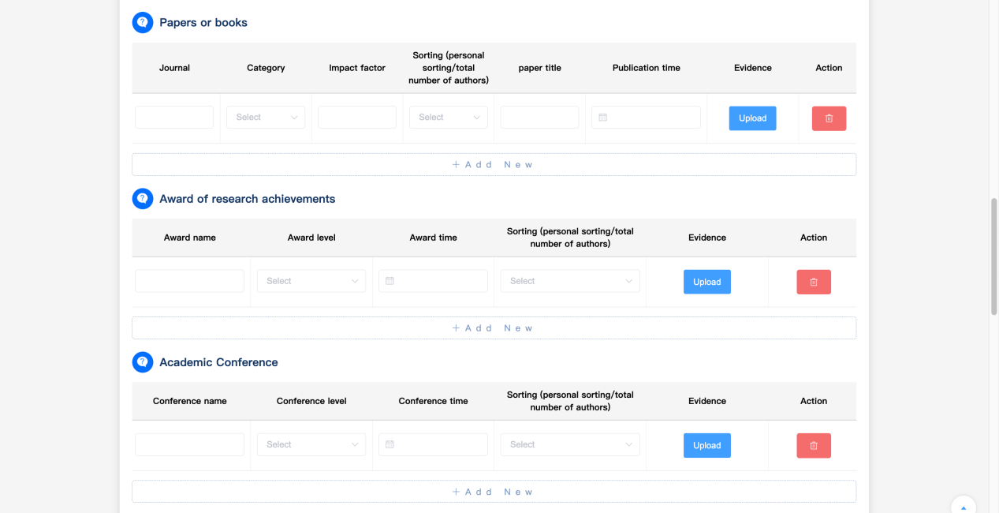 Papers or books
Journal
Category
Impact factor
Sorting (personal
sorting/total
number of authors)
paper title
Publication time
Evidence
Action
Select
Select
Upload
+ Add New
Award of research achievements
Award name
Award level
Award time
Sorting (personal sorting/total
number of authors)
Evidence
Action
Select
Select
Upload
+ Add New
Academic Conference
Conference name
Conference level
Conference time
Sorting (personal sorting/total
number of authors)
Evidence
Action
Select
Select
Upload
+ Add New